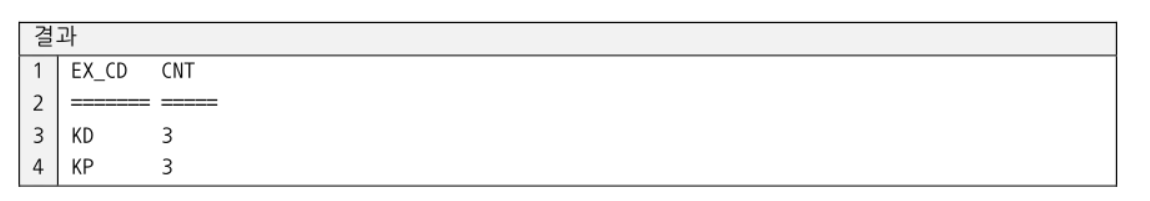 결과
1 EX_CD CNT
2 ======= =====
3 KD 3
4 KP 3